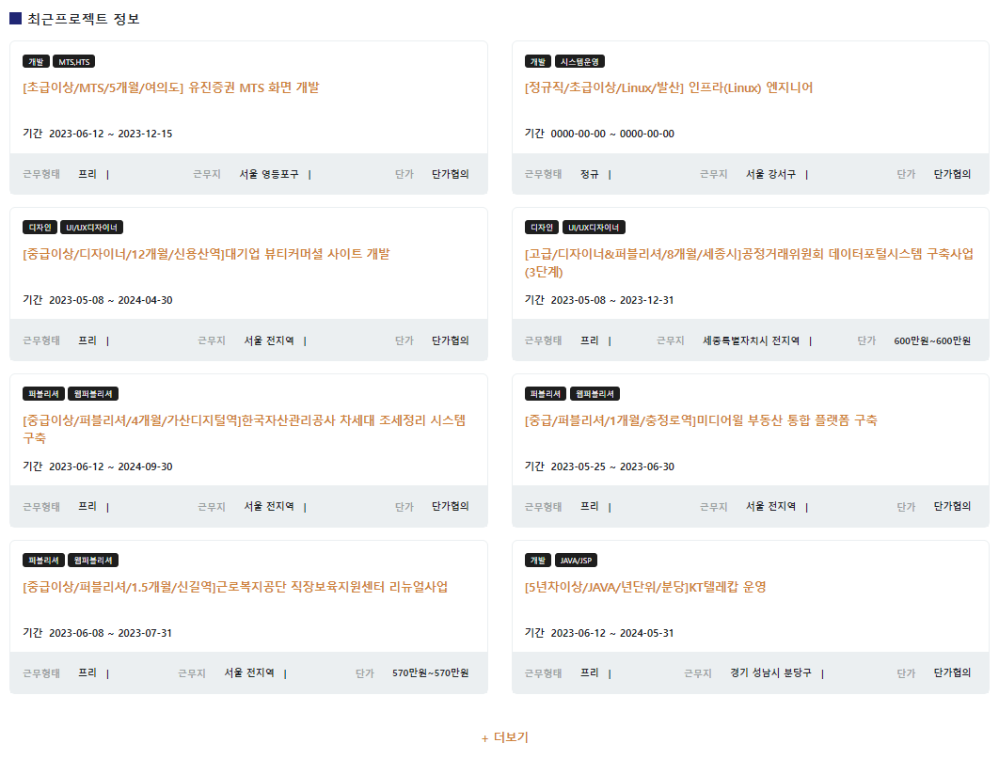 최근프로젝트 정보
개발 MTS,HTS
[초급이상/MTS/5개월/여의도] 유진증권 MTS 화면 개발
기간 2023-06-12 ~ 2023-12-15
근무형태 프리 | 근무지 서울 영등포구 | 단가 단가협의
개발 시스템운영
[정규직/초급이상/Linux/발산] 인프라(Linux) 엔지니어
기간 0000-00-00 ~ 0000-00-00
근무형태 정규 | 근무지 서울 강서구 | 단가 단가협의
디자인 UI/UX디자이너
[중급이상/디자이너/12개월/신용산역]대기업 뷰티커머셜 사이트 개발
기간 2023-05-08 ~ 2024-04-30
근무형태 프리 | 근무지 서울 전지역 | 단가 단가협의
디자인 UI/UX디자이너
[고급/디자이너&퍼블리셔/8개월/세종시]공정거래위원회 데이터포털시스템 구축사업
(3단계)
기간 2023-05-08 ~ 2023-12-31
근무형태 프리 | 근무지 세종특별자치시 전지역 | 단가 600만원~600만원
퍼블리셔 웹퍼블리셔
[중급이상/퍼블리셔/4개월/가산디지털역]한국자산관리공사 차세대 조세정리 시스템
구축
기간 2023-06-12 ~ 2024-09-30
근무형태 프리 | 근무지 서울 전지역 | 단가 단가협의
퍼블리셔 웹퍼블리셔
[중급/퍼블리셔/1개월/충정로역]미디어윌 부동산 통합 플랫폼 구축
기간 2023-05-25 ~ 2023-06-30
근무형태 프리 | 근무지 서울 전지역 | 단가 단가협의
퍼블리셔 웹퍼블리셔
[중급이상/퍼블리셔/1.5개월/신길역]근로복지공단 직장보육지원센터 리뉴얼사업
기간 2023-06-08 ~ 2023-07-31
근무형태 프리 | 근무지 서울 전지역 | 단가 570만원~570만원
개발 JAVA/JSP
[5년차이상/JAVA/년단위/분당]KT텔레캅 운영
기간 2023-06-12 ~ 2024-05-31
근무형태 프리 | 근무지 경기 성남시 분당구 | 단가 단가협의
+ 더보기